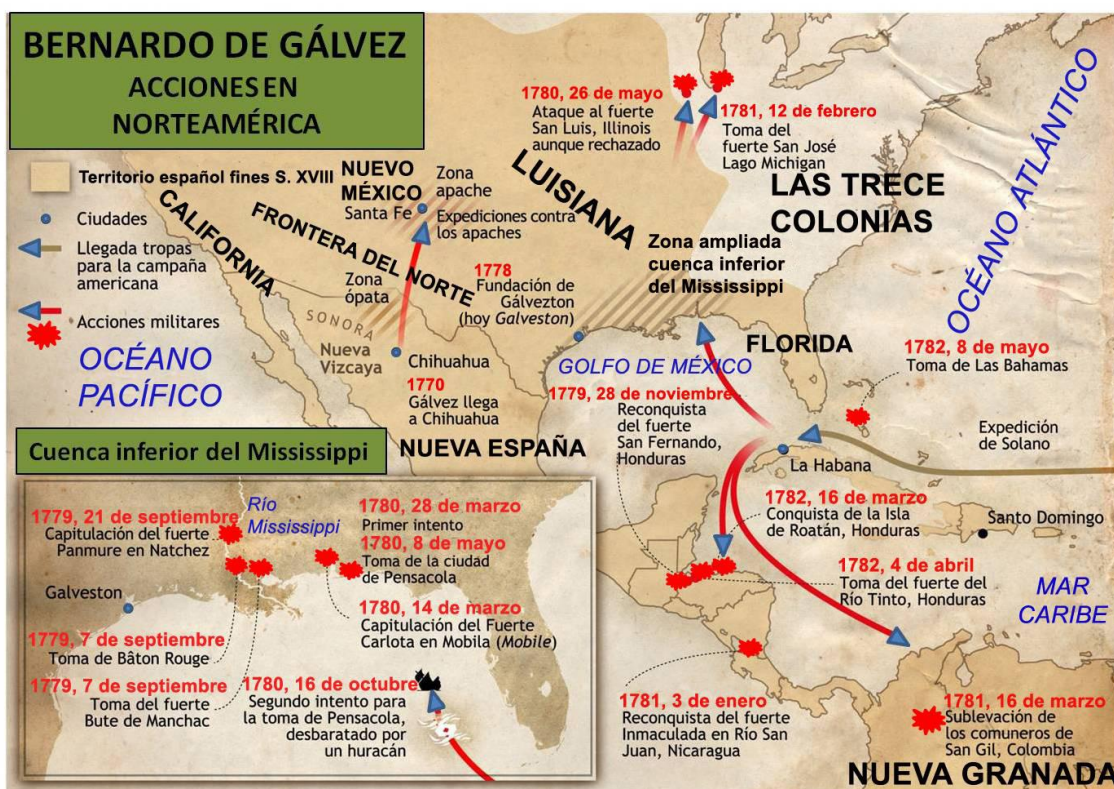 BERNARDO DE GÁLVEZ
ACCIONES EN
NORTEAMÉRICA
Territorio español fines S. XVIII
Ciudades
Llegada tropas
para la campaña
americana
Acciones militares
OCÉANO
PACÍFICO
CALIFORNIA
NUEVO
MÉXICO
Santa Fe
Zona
apache
Expediciones contra
los apaches
FRONTERA DEL NORTE
Zona
ópata
SONORA
Nueva
Vizcaya
Chihuahua
1770
Gálvez llega
a Chihuahua
1778
Fundación de
Gálvezton
(hoy Galveston)
NUEVA ESPAÑA
LUISIANA
1780, 26 de mayo
Ataque al fuerte
San Luis, Illinois
aunque rechazado
1781, 12 de febrero
Toma del
fuerte San José
Lago Michigan
LAS TRECE
COLONIAS
Zona ampliada
cuenca inferior
del Mississippi
OCÉANO ATLÁNTICO
FLORIDA
GOLFO DE MÉXICO
1782, 8 de mayo
Toma de Las Bahamas
1779, 28 de noviembre
Reconquista
del fuerte
San Fernando,
Honduras
Expedición
de Solano
La Habana
1782, 16 de marzo
Conquista de la Isla
de Roatán, Honduras
Santo Domingo
1782, 4 de abril
Toma del fuerte del
Río Tinto, Honduras
MAR
CARIBE
1781, 3 de enero
Reconquista del fuerte
Inmaculada en Río San
Juan, Nicaragua
1781, 16 de marzo
Sublevación de
los comuneros de
San Gil, Colombia
NUEVA GRANADA
Cuenca inferior del Mississippi
1779, 21 de septiembre
Capitulación del fuerte
Panmure en Natchez
Río
Mississippi
1780, 28 de marzo
Primer intento
1780, 8 de mayo
Toma de la ciudad
de Pensacola
Galveston
1780, 14 de marzo
Capitulación del Fuerte
Carlota en Mobila (Mobile)
1779, 7 de septiembre
Toma de Bâton Rouge
1779, 7 de septiembre
Toma del fuerte
Bute de Manchac
1780, 16 de octubre
Segundo intento para
la toma de Pensacola,
desbaratado por
un huracán